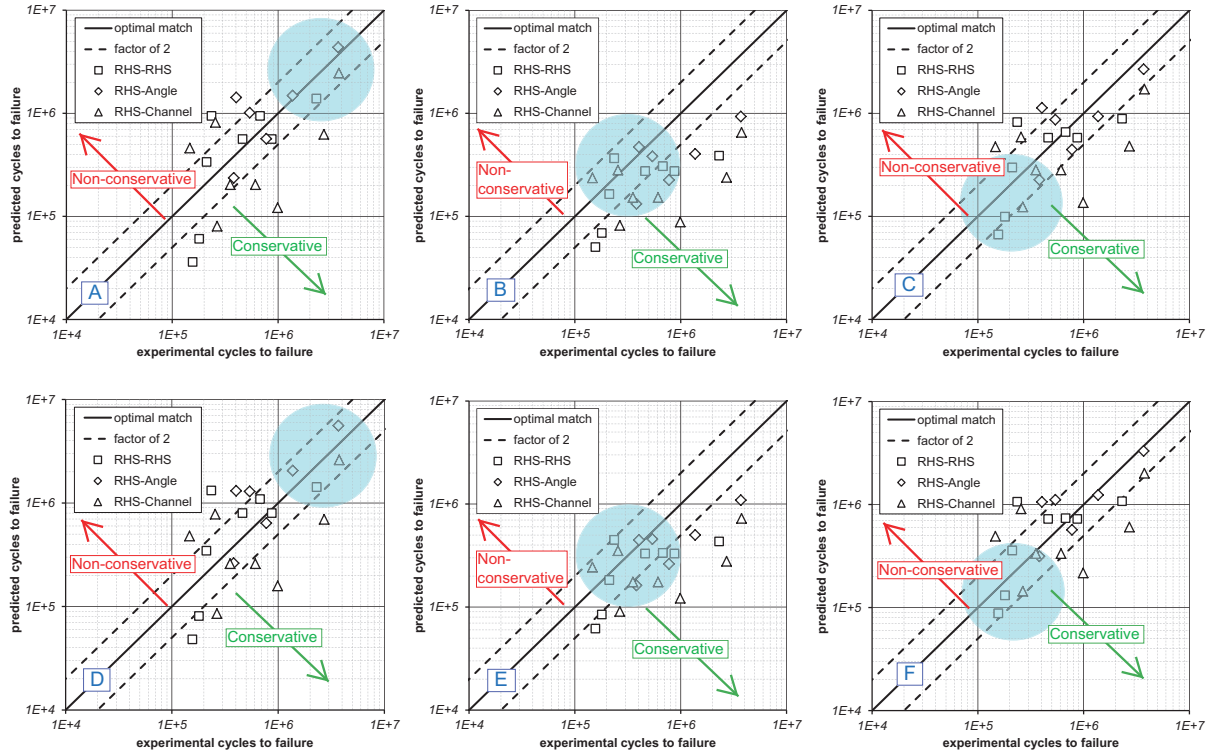 1E+7
optimal match
factor of 2
RHS-RHS
RHS-Angle
RHS-Channel
1E+6
Non-conservative
1E+5
Conservative
A
1E+4
1E+4 1E+5 1E+6 1E+7
predicted cycles to failure
experimental cycles to failure
1E+7
optimal match
factor of 2
RHS-RHS
RHS-Angle
RHS-Channel
1E+6
Non-
conservative
1E+5
Conservative
B
1E+4
1E+4 1E+5 1E+6 1E+7
predicted cycles to failure
experimental cycles to failure
1E+7
optimal match
factor of 2
RHS-RHS
RHS-Angle
RHS-Channel
1E+6
Non-conservative
1E+5
Conservative
C
1E+4
1E+4 1E+5 1E+6 1E+7
predicted cycles to failure
experimental cycles to failure
1E+7
optimal match
factor of 2
RHS-RHS
RHS-Angle
RHS-Channel
1E+6
Non-conservative
1E+5
Conservative
D
1E+4
1E+4 1E+5 1E+6 1E+7
predicted cycles to failure
experimental cycles to failure
1E+7
optimal match
factor of 2
RHS-RHS
RHS-Angle
RHS-Channel
1E+6
Non-
conservative
1E+5
Conservative
E
1E+4
1E+4 1E+5 1E+6 1E+7
predicted cycles to failure
experimental cycles to failure
1E+7
optimal match
factor of 2
RHS-RHS
RHS-Angle
RHS-Channel
1E+6
Non-conservative
1E+5
Conservative
F
1E+4
1E+4 1E+5 1E+6 1E+7
predicted cycles to failure
experimental cycles to failure